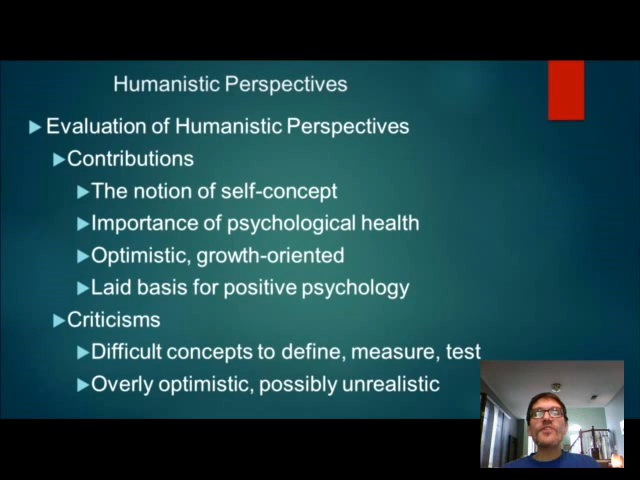 Humanistic Perspectives
Evaluation of Humanistic Perspectives
Contributions
The notion of self-concept
Importance of psychological health
Optimistic, growth-oriented
Laid basis for positive psychology
Criticisms
Difficult concepts to define, measure, test
Overly optimistic, possibly unrealistic